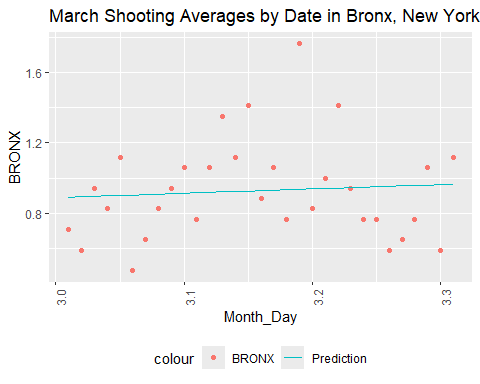 March Shooting Averages by Date in Bronx, New York
BRONX
1.6
1.2
0.8
3.0
3.1
3.2
3.3
Month_Day
colour BRONX Prediction